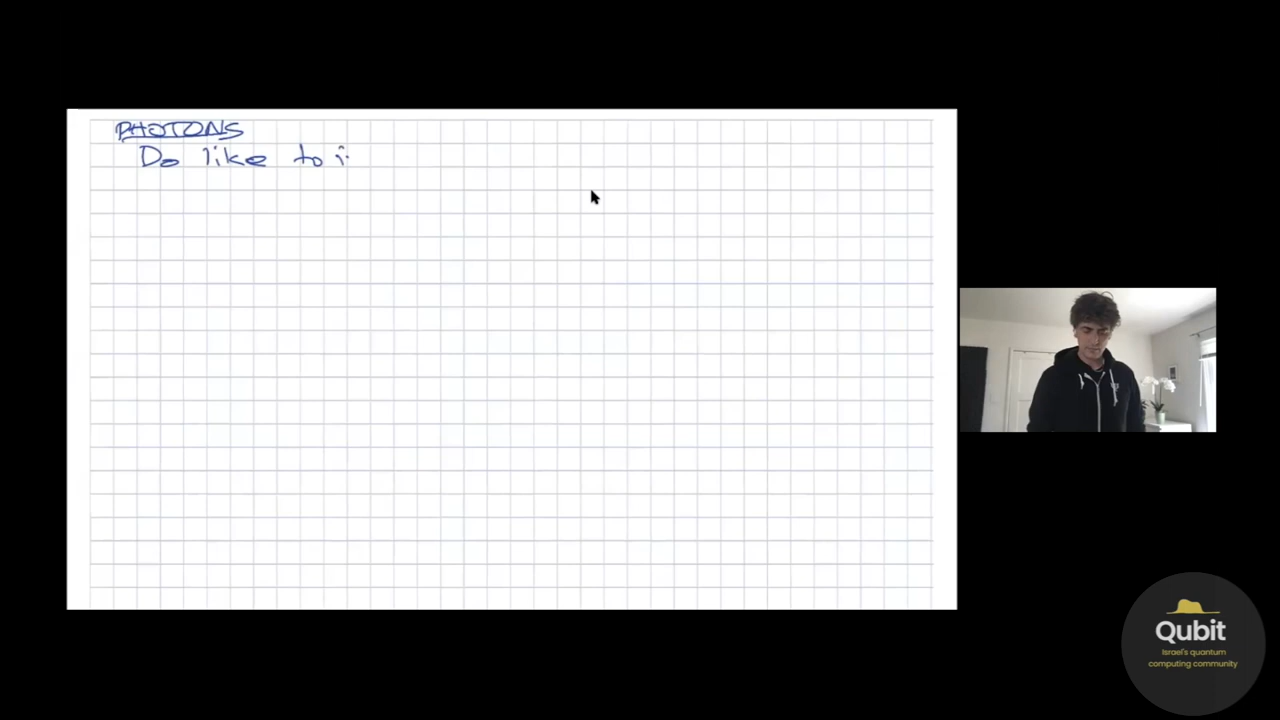 PHOTONS
Do like to i
Qubit
Israel's quantum
computing community